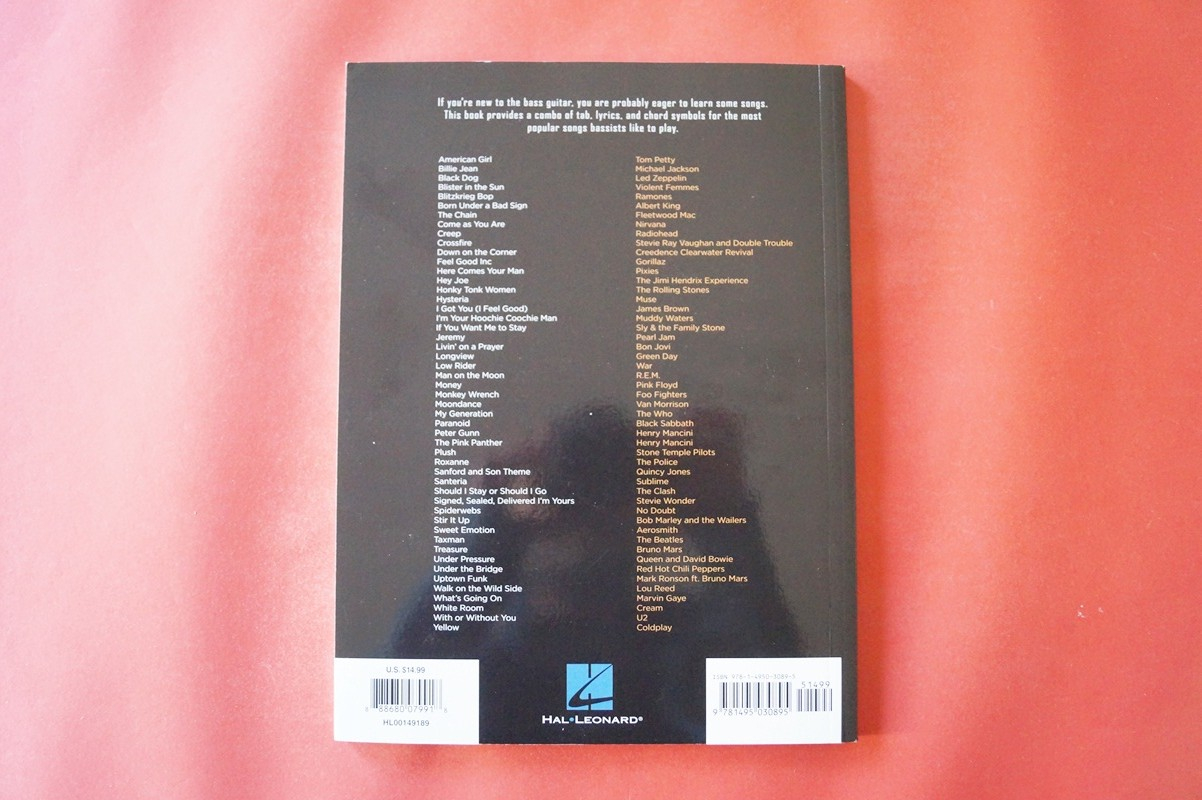 If you're new to the bass guitar, you are probably eager to learn some songs.
This book provides a combo of tab, lyrics, and chord symbols for the most
popular songs bassists like to play.
American Girl Tom Petty
Billie Jean Michael Jackson
Black Dog Led Zeppelin
Blister in the Sun Violent Femmes
Blitzkrieg Bop Ramones
Born Under a Bad Sign Albert King
The Chain Fleetwood Mac
Come as You Are Nirvana
Creep Radiohead
Crossfire Stevie Ray Vaughan and Double Trouble
Down on the Corner Creedence Clearwater Revival
Feel Good Inc Gorillaz
Here Comes Your Man Pixies
Hey Joe The Jimi Hendrix Experience
Honky Tonk Women The Rolling Stones
Hysteria Muse
I Got You (I Feel Good) James Brown
I'm Your Hoochie Coochie Man Muddy Waters
If You Want Me to Stay Sly & the Family Stone
Jeremy Pearl Jam
Livin' on a Prayer Bon Jovi
Longview Green Day
Low Rider War
Man on the Moon R.E.M.
Money Pink Floyd
Monkey Wrench Foo Fighters
Moondance Van Morrison
My Generation The Who
Paranoid Black Sabbath
Peter Gunn Henry Mancini
The Pink Panther Henry Mancini
Plush Stone Temple Pilots
Roxanne The Police
Sanford and Son Theme Quincy Jones
Santeria Sublime
Should I Stay or Should I Go The Clash
Signed, Sealed, Delivered I'm Yours Stevie Wonder
Spiderwebs No Doubt
Stir It Up Bob Marley and the Wailers
Sweet Emotion Aerosmith
Taxman The Beatles
Treasure Bruno Mars
Under Pressure Queen and David Bowie
Under the Bridge Red Hot Chili Peppers
Uptown Funk Mark Ronson ft. Bruno Mars
Walk on the Wild Side Lou Reed
What's Going On Marvin Gaye
White Room Cream
With or Without You U2
Yellow Coldplay
U.S. $14.99
8 88680 07991 6
HL00149189
HAL•LEONARD®
ISBN 978-1-4950-3089-5
51499
9 781495 030895